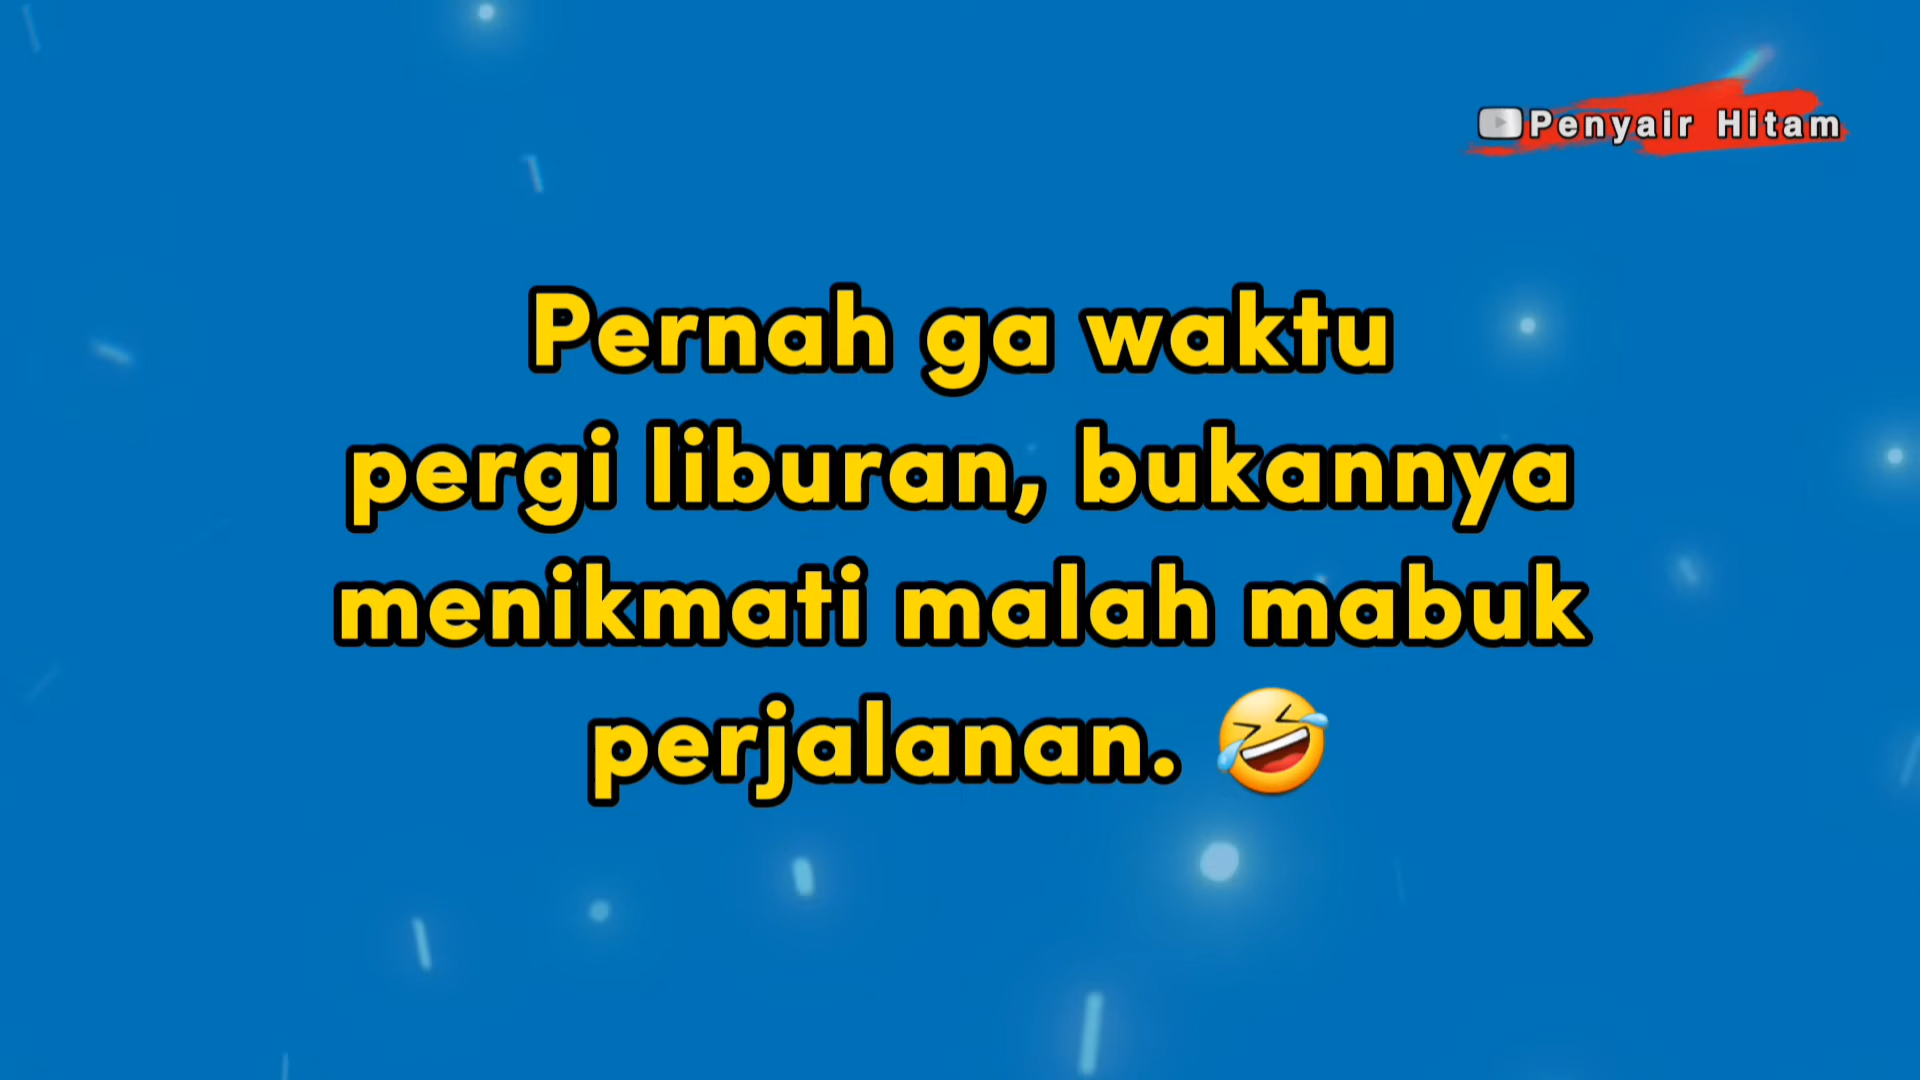 Penyair Hitam
Pernah ga waktu
pergi liburan, bukannya
menikmati malah mabuk
perjalanan. 🤣